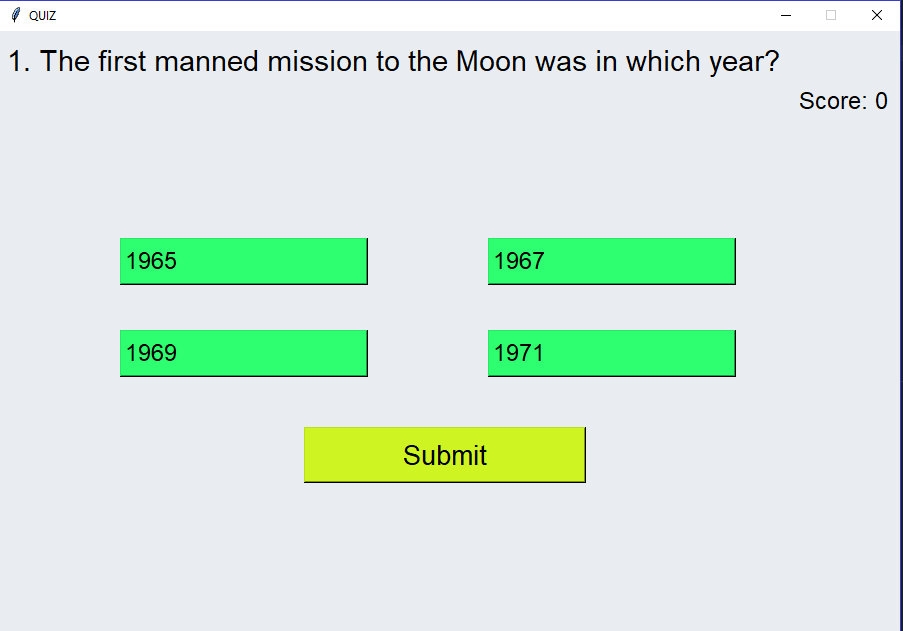 QUIZ
1. The first manned mission to the Moon was in which year?
Score: 0
1965
1967
1969
1971
Submit